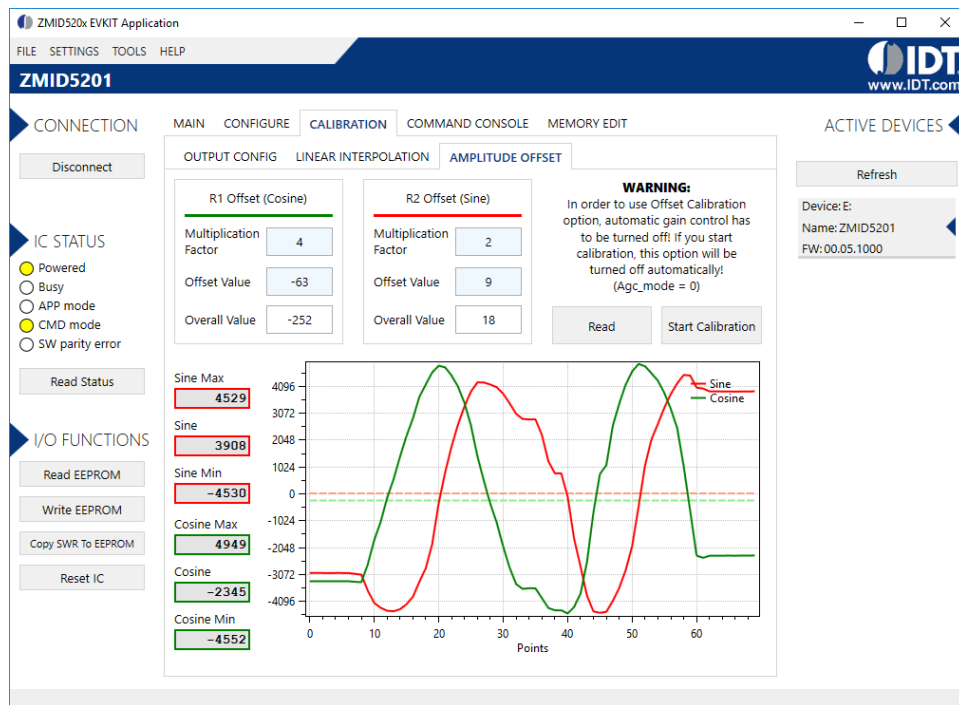 ZMID520x EVKIT Application
FILE SETTINGS TOOLS HELP
IDT.
www.IDT.com
ZMID5201
CONNECTION
Disconnect
IC STATUS
Powered
Busy
APP mode
CMD mode
SW parity error
Read Status
I/O FUNCTIONS
Read EEPROM
Write EEPROM
Copy SWR To EEPROM
Reset IC
MAIN CONFIGURE CALIBRATION COMMAND CONSOLE MEMORY EDIT
OUTPUT CONFIG LINEAR INTERPOLATION AMPLITUDE OFFSET
R1 Offset (Cosine)
Multiplication
Factor
4
Offset Value -63
Overall Value -252
R2 Offset (Sine)
Multiplication
Factor
2
Offset Value 9
Overall Value 18
WARNING:
In order to use Offset Calibration
option, automatic gain control has
to be turned off! If you start
calibration, this option will be
turned off automatically!
(Agc_mode = 0)
Read Start Calibration
Sine Max
4529
Sine
3908
Sine Min
-4530
Cosine Max
4949
Cosine
-2345
Cosine Min
-4552
4096
3072
2048
1024
0
-1024
-2048
-3072
-4096
0 10 20 30 40 50 60
Points
Sine
Cosine
ACTIVE DEVICES
Refresh
Device: E:
Name: ZMID5201
FW: 00.05.1000